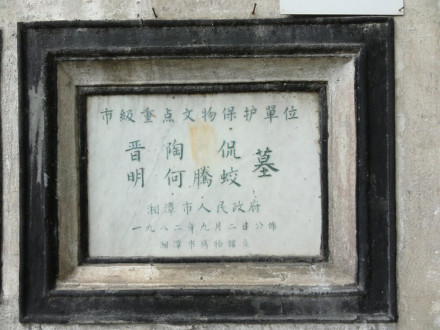 市級重点文物保护單位
晋 陶侃
明 何腾蛟 墓
湘潭市人民政府
一九八二年九月二日公佈
湘潭市博物館立